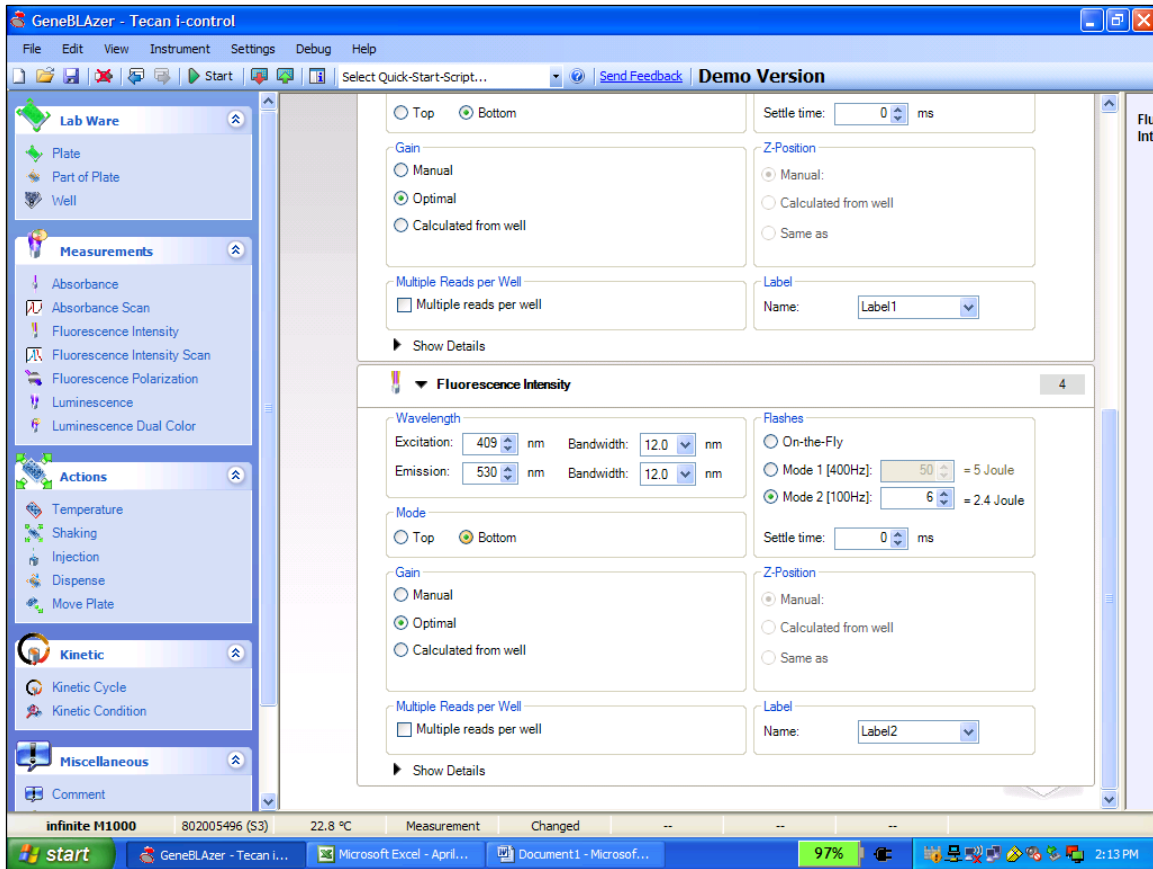 GeneBLAzer - Tecan i-control
File Edit View Instrument Settings Debug Help
Start Select Quick-Start-Script... Send Feedback Demo Version
Lab Ware
Plate
Part of Plate
Well
Measurements
Absorbance
Absorbance Scan
Fluorescence Intensity
Fluorescence Intensity Scan
Fluorescence Polarization
Luminescence
Luminescence Dual Color
Actions
Temperature
Shaking
Injection
Dispense
Move Plate
Kinetic
Kinetic Cycle
Kinetic Condition
Miscellaneous
Comment
Top Bottom
Settle time: 0 ms
Gain
Manual
Optimal
Calculated from well
Z-Position
Manual:
Calculated from well
Same as
Multiple Reads per Well
Multiple reads per well
Label
Name: Label1
Show Details
Fluorescence Intensity 4
Wavelength
Excitation: 409 nm Bandwidth: 12.0 nm
Emission: 530 nm Bandwidth: 12.0 nm
Flashes
On-the-Fly
Mode 1 [400Hz]: 50 = 5 Joule
Mode 2 [100Hz]: 6 = 2.4 Joule
Settle time: 0 ms
Mode
Top Bottom
Gain
Manual
Optimal
Calculated from well
Z-Position
Manual:
Calculated from well
Same as
Multiple Reads per Well
Multiple reads per well
Label
Name: Label2
Show Details
Flu
Int
infinite M1000 802005496 (S3) 22.8 °C Measurement Changed -- -- --
start GeneBLAzer - Tecan i... Microsoft Excel - April... Document1 - Microsof... 97% 2:13 PM